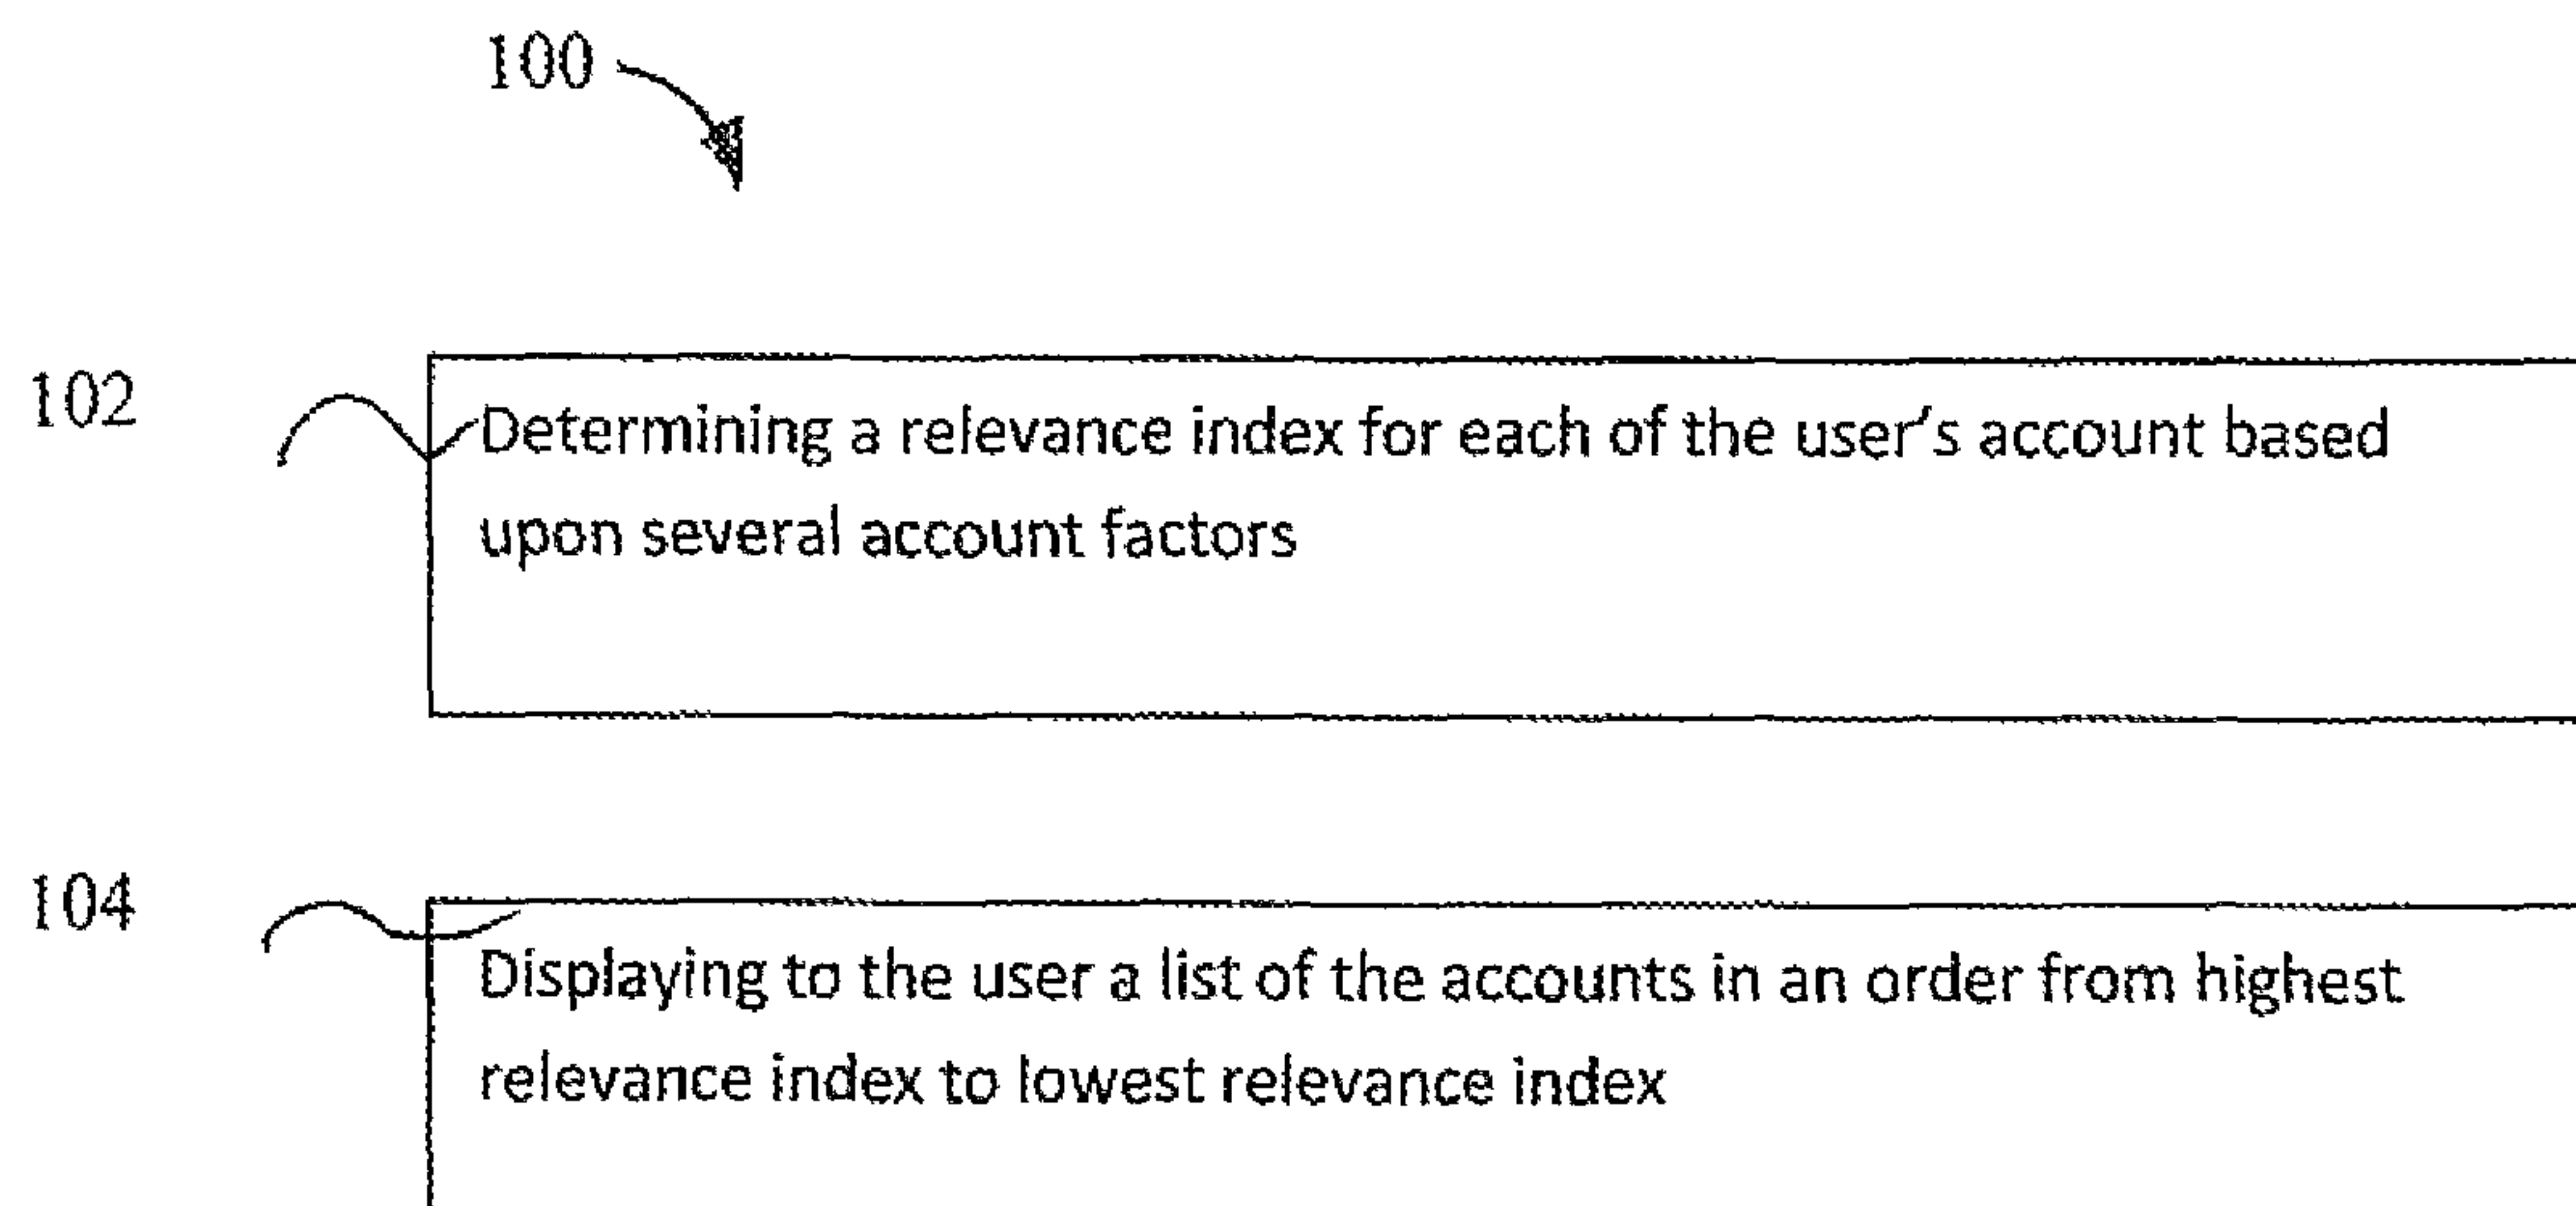 100
102
Determining a relevance index for each of the user's account based
upon several account factors
104
Displaying to the user a list of the accounts in an order from highest
relevance index to lowest relevance index